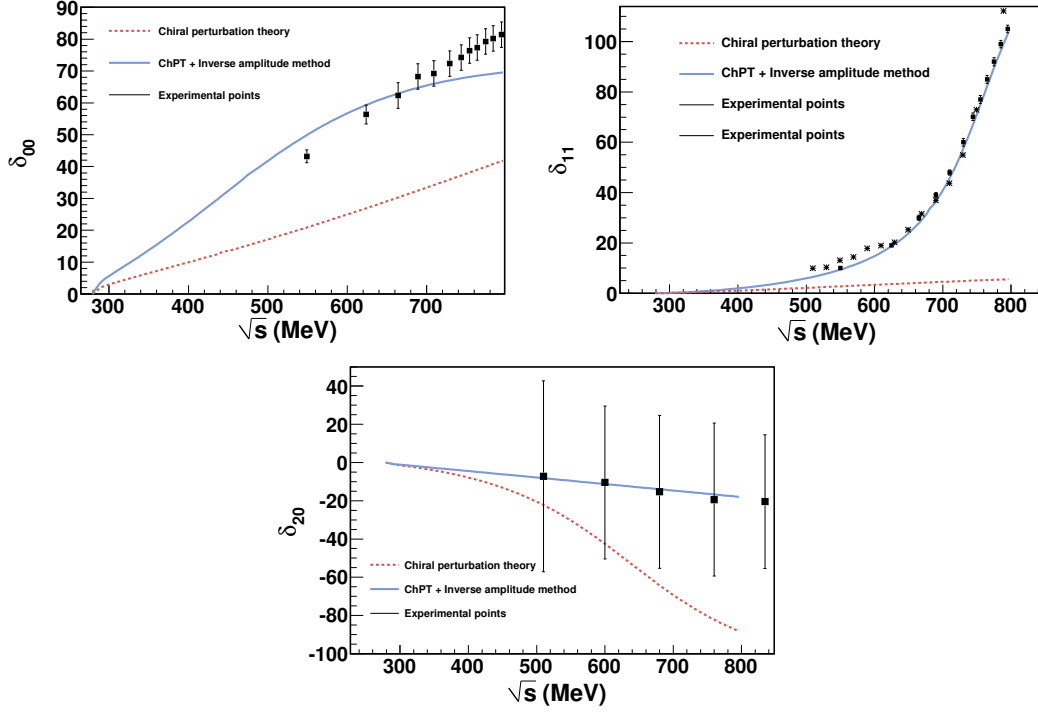 90
80
70
60
50
40
30
20
10
0
δ00
Chiral perturbation theory
ChPT + Inverse amplitude method
Experimental points
300 400 500 600 700
√s (MeV)
100
80
60
40
20
0
δ11
Chiral perturbation theory
ChPT + Inverse amplitude method
Experimental points
Experimental points
300 400 500 600 700 800
√s (MeV)
40
20
0
-20
-40
-60
-80
-100
δ20
Chiral perturbation theory
ChPT + Inverse amplitude method
Experimental points
300 400 500 600 700 800
√s (MeV)